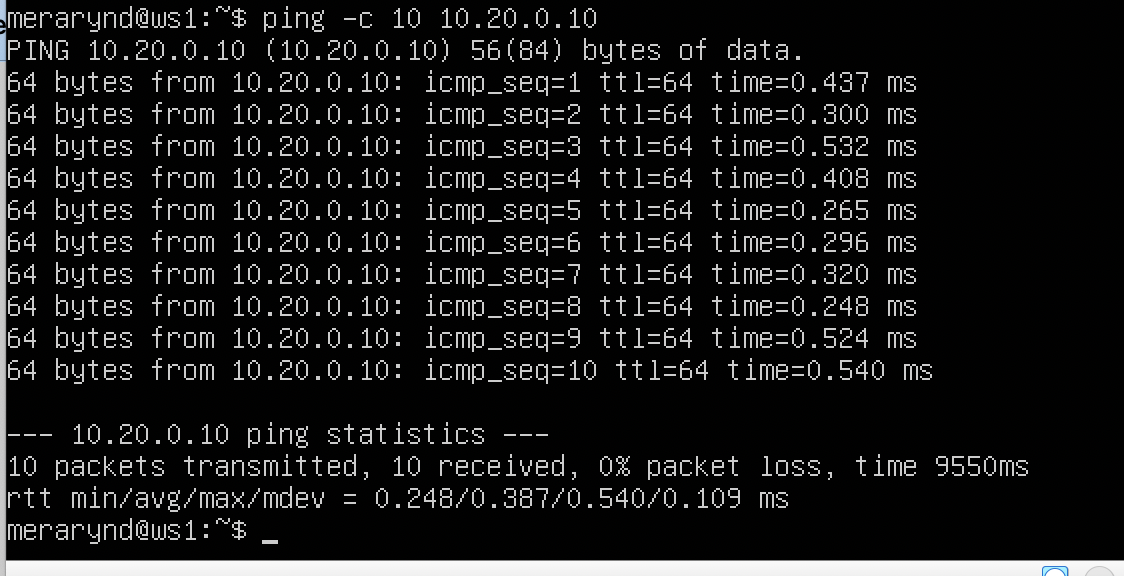 merarynd@ws1:~$ ping -c 10 10.20.0.10
PING 10.20.0.10 (10.20.0.10) 56(84) bytes of data.
64 bytes from 10.20.0.10: icmp_seq=1 ttl=64 time=0.437 ms
64 bytes from 10.20.0.10: icmp_seq=2 ttl=64 time=0.300 ms
64 bytes from 10.20.0.10: icmp_seq=3 ttl=64 time=0.532 ms
64 bytes from 10.20.0.10: icmp_seq=4 ttl=64 time=0.408 ms
64 bytes from 10.20.0.10: icmp_seq=5 ttl=64 time=0.265 ms
64 bytes from 10.20.0.10: icmp_seq=6 ttl=64 time=0.296 ms
64 bytes from 10.20.0.10: icmp_seq=7 ttl=64 time=0.320 ms
64 bytes from 10.20.0.10: icmp_seq=8 ttl=64 time=0.248 ms
64 bytes from 10.20.0.10: icmp_seq=9 ttl=64 time=0.524 ms
64 bytes from 10.20.0.10: icmp_seq=10 ttl=64 time=0.540 ms
--- 10.20.0.10 ping statistics ---
10 packets transmitted, 10 received, 0% packet loss, time 9550ms
rtt min/avg/max/mdev = 0.248/0.387/0.540/0.109 ms
merarynd@ws1:~$ _